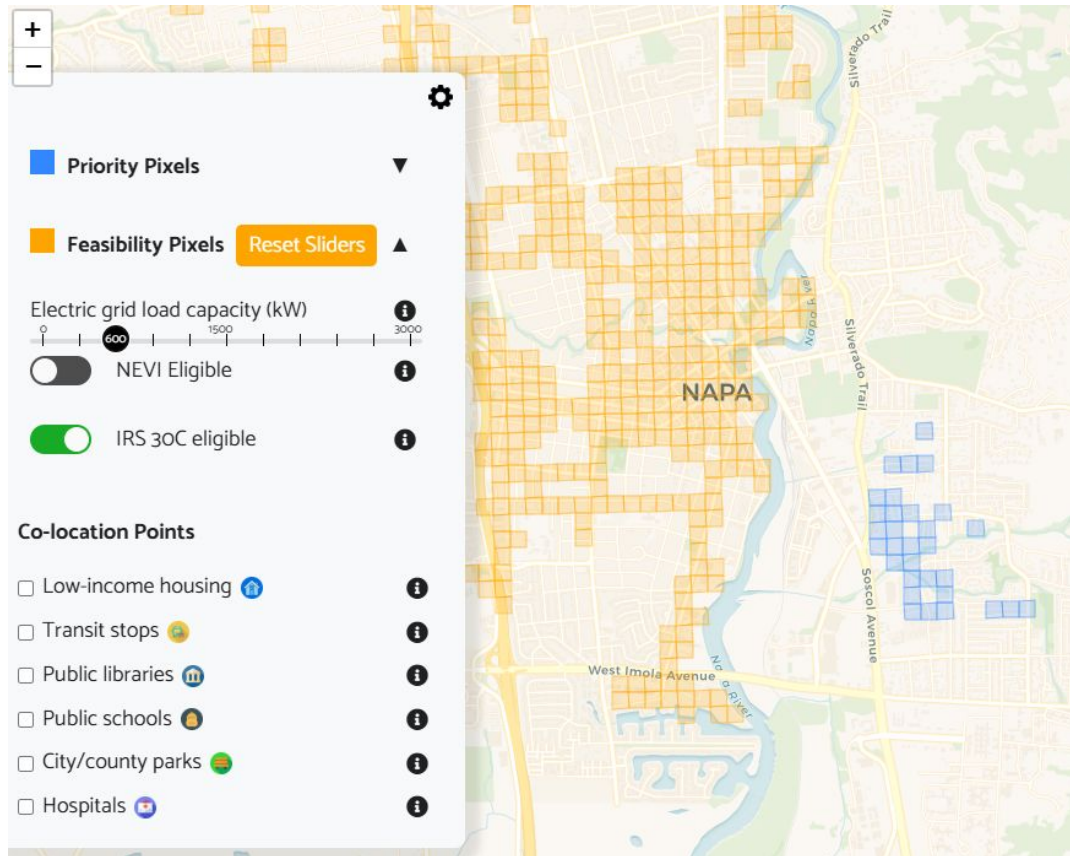 +
−
Priority Pixels ▼
Feasibility Pixels Reset Sliders ▲
Electric grid load capacity (kW)
0 600 1500 3000
NEVI Eligible
IRS 30C eligible
Co-location Points
Low-income housing
Transit stops
Public libraries
Public schools
City/county parks
Hospitals
Silverado Trail
Napa River
Silverado Trail
NAPA
Soscol Avenue
West Imola Avenue
Napa River